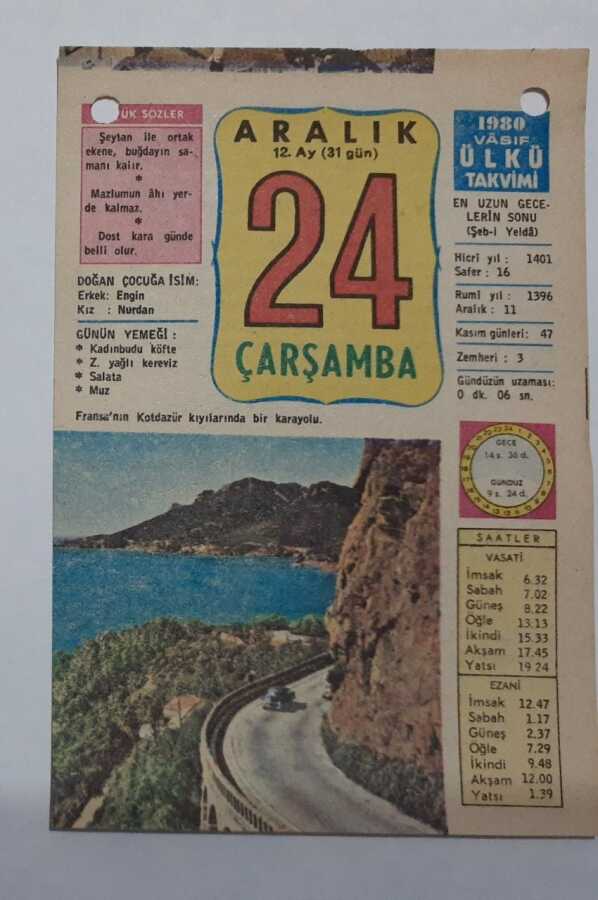 ÜK SÖZLER
Şeytan ile ortak
ekene, buğdayın sa-
manı kalır.
*
Mazlumun âhı yer-
de kalmaz.
*
Dost kara günde
belli olur.
DOĞAN ÇOCUĞA İSİM:
Erkek: Engin
Kız : Nurdan
GÜNÜN YEMEĞİ :
* Kadınbudu köfte
* Z. yağlı kereviz
* Salata
* Muz
ARALIK
12. Ay (31 gün)
24
ÇARŞAMBA
1980
VÂSIF
ÜLKÜ
TAKVİMİ
EN UZUN GECE-
LERİN SONU
(Şeb-i Yeldâ)
Hicrî yıl : 1401
Safer : 16
Rumî yıl : 1396
Aralık : 11
Kasım günleri: 47
Zemheri : 3
Gündüzün uzaması:
0 dk. 06 sn.
Fransa'nın Kotdazür kıyılarında bir karayolu.
GECE
14 s. 36 d.
GÜNDÜZ
9 s. 24 d.
SAATLER
VASATİ
İmsak 6.32
Sabah 7.02
Güneş 8.22
Öğle 13.13
İkindi 15.33
Akşam 17.45
Yatsı 19 24
EZANİ
İmsak 12.47
Sabah 1.17
Güneş 2.37
Öğle 7.29
İkindi 9.48
Akşam 12.00
Yatsı 1.39